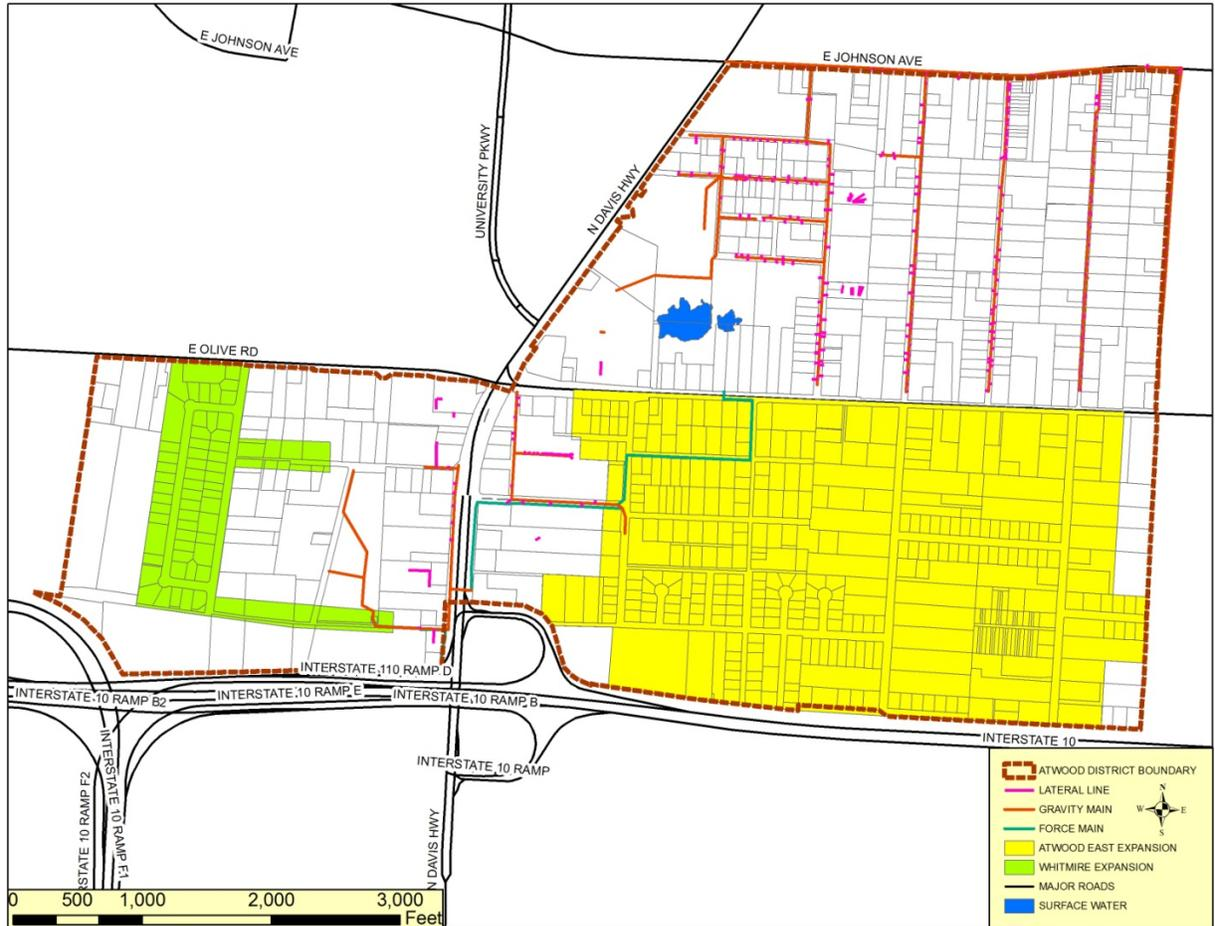 E JOHNSON AVE
E JOHNSON AVE
UNIVERSITY PKWY
N DAVIS HWY
E OLIVE RD
INTERSTATE 110 RAMP D
INTERSTATE 10 RAMP B2
INTERSTATE 10 RAMP E
INTERSTATE 10 RAMP B
INTERSTATE 10
INTERSTATE 10 RAMP
INTERSTATE 10 RAMP F1
RSTATE 10 RAMP F2
N DAVIS HWY
ATWOOD DISTRICT BOUNDARY
LATERAL LINE
GRAVITY MAIN
FORCE MAIN
ATWOOD EAST EXPANSION
WHITMIRE EXPANSION
MAJOR ROADS
SURFACE WATER
N
W E
S
0 500 1,000 2,000 3,000
Feet